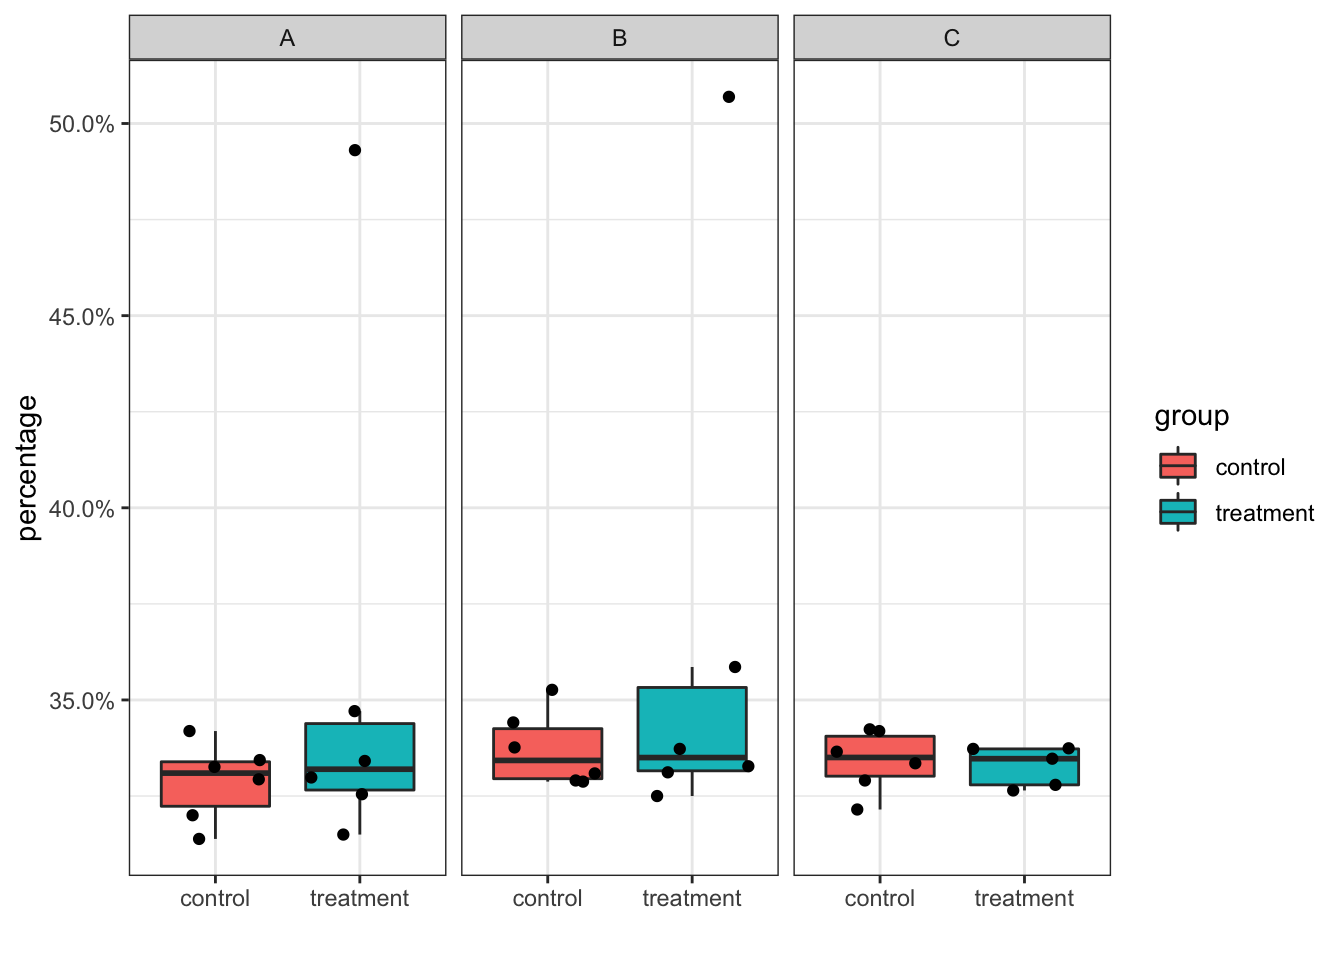 A
B
C
50.0%
45.0%
40.0%
35.0%
percentage
control
treatment
control
treatment
control
treatment
group
control
treatment